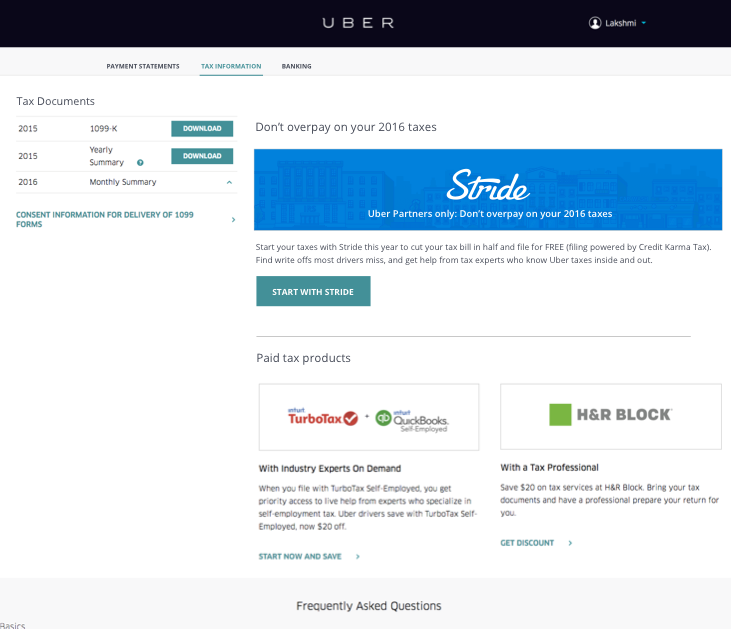 UBER
Lakshmi
PAYMENT STATEMENTS
TAX INFORMATION
BANKING
Tax Documents
2015 1099-K DOWNLOAD
2015 Yearly
Summary ? DOWNLOAD
2016 Monthly Summary
CONSENT INFORMATION FOR DELIVERY OF 1099
FORMS
Don't overpay on your 2016 taxes
Stride
Uber Partners only: Don't overpay on your 2016 taxes
Start your taxes with Stride this year to cut your tax bill in half and file for FREE (filing powered by Credit Karma Tax).
Find write offs most drivers miss, and get help from tax experts who know Uber taxes inside and out.
START WITH STRIDE
Paid tax products
intuit
TurboTax + qb intuit
QuickBooks.
Self-Employed
With Industry Experts On Demand
When you file with TurboTax Self-Employed, you get
priority access to live help from experts who specialize in
self-employment tax. Uber drivers save with TurboTax Self-
Employed, now $20 off.
START NOW AND SAVE
H&R BLOCK
With a Tax Professional
Save $20 on tax services at H&R Block. Bring your tax
documents and have a professional prepare your return for
you.
GET DISCOUNT
Frequently Asked Questions
Basics